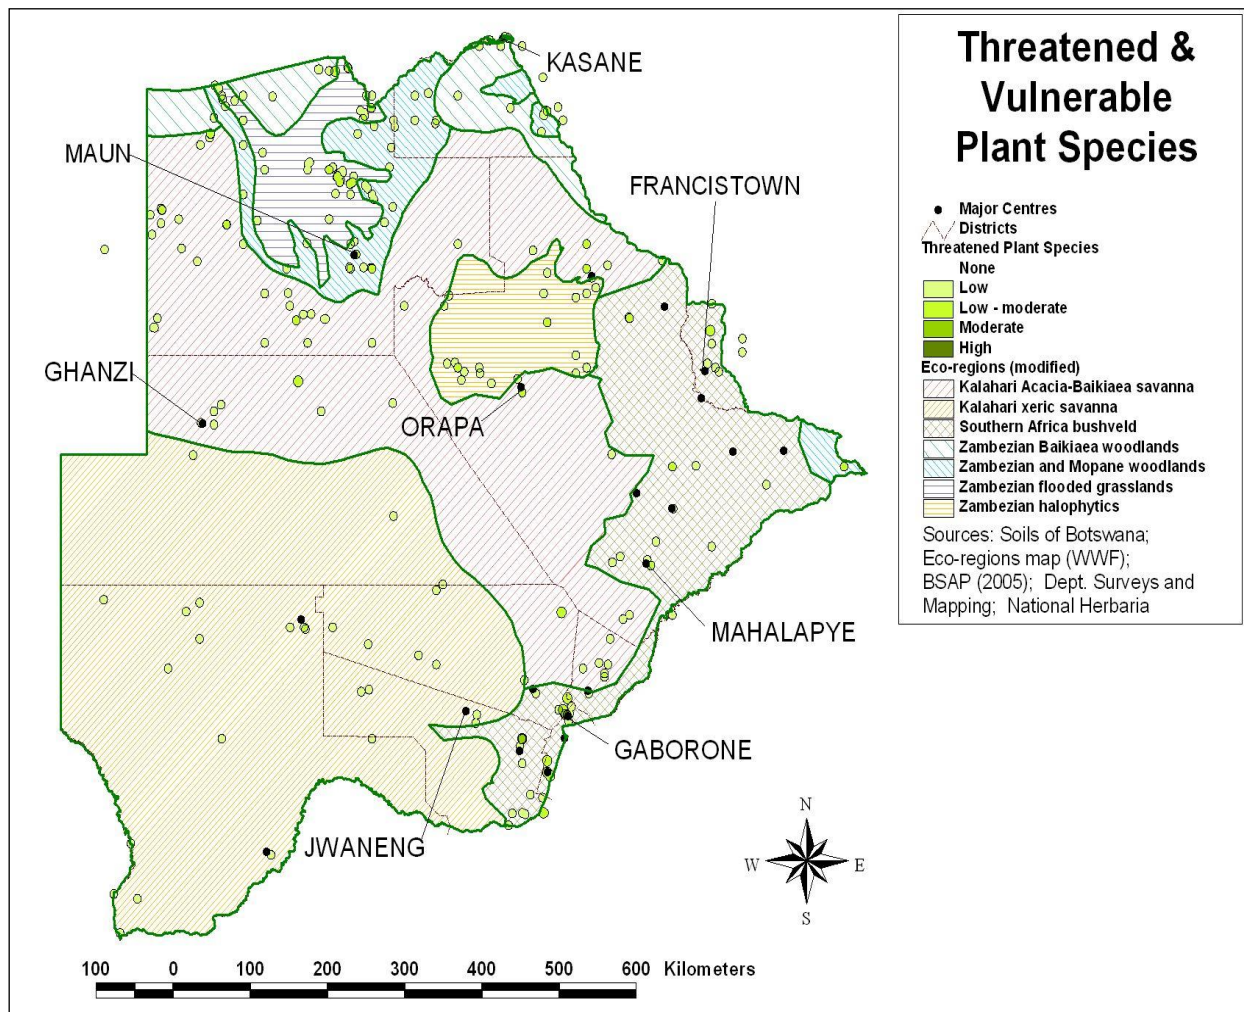 Threatened &
Vulnerable
Plant Species
KASANE
MAUN
FRANCISTOWN
GHANZI
ORAPA
MAHALAPYE
GABORONE
JWANENG
Major Centres
Districts
Threatened Plant Species
None
Low
Low - moderate
Moderate
High
Eco-regions (modified)
Kalahari Acacia-Baikiaea savanna
Kalahari xeric savanna
Southern Africa bushveld
Zambezian Baikiaea woodlands
Zambezian and Mopane woodlands
Zambezian flooded grasslands
Zambezian halophytics
Sources: Soils of Botswana;
Eco-regions map (WWF);
BSAP (2005); Dept. Surveys and
Mapping; National Herbaria
N
W E
S
100 0 100 200 300 400 500 600 Kilometers